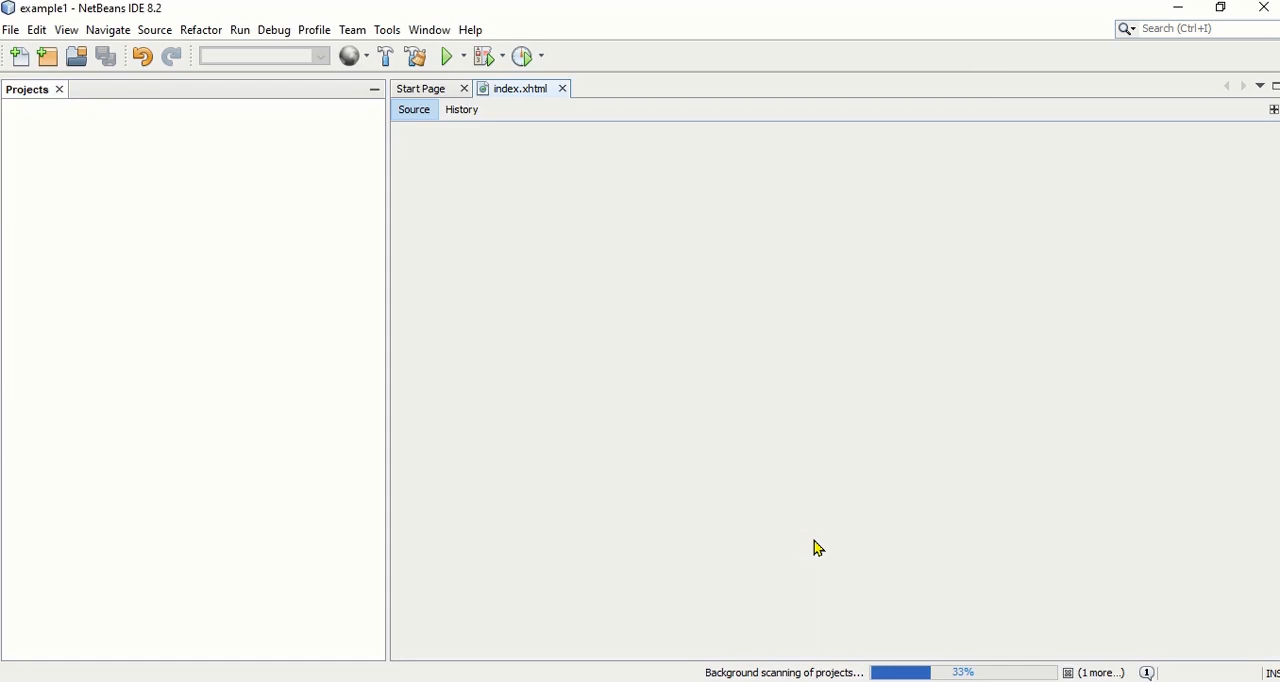 example1 - NetBeans IDE 8.2
File Edit View Navigate Source Refactor Run Debug Profile Team Tools Window Help
Search (Ctrl+I)
Projects
Start Page index.xhtml
Source History
Background scanning of projects... 33% (1 more...) 1 INS